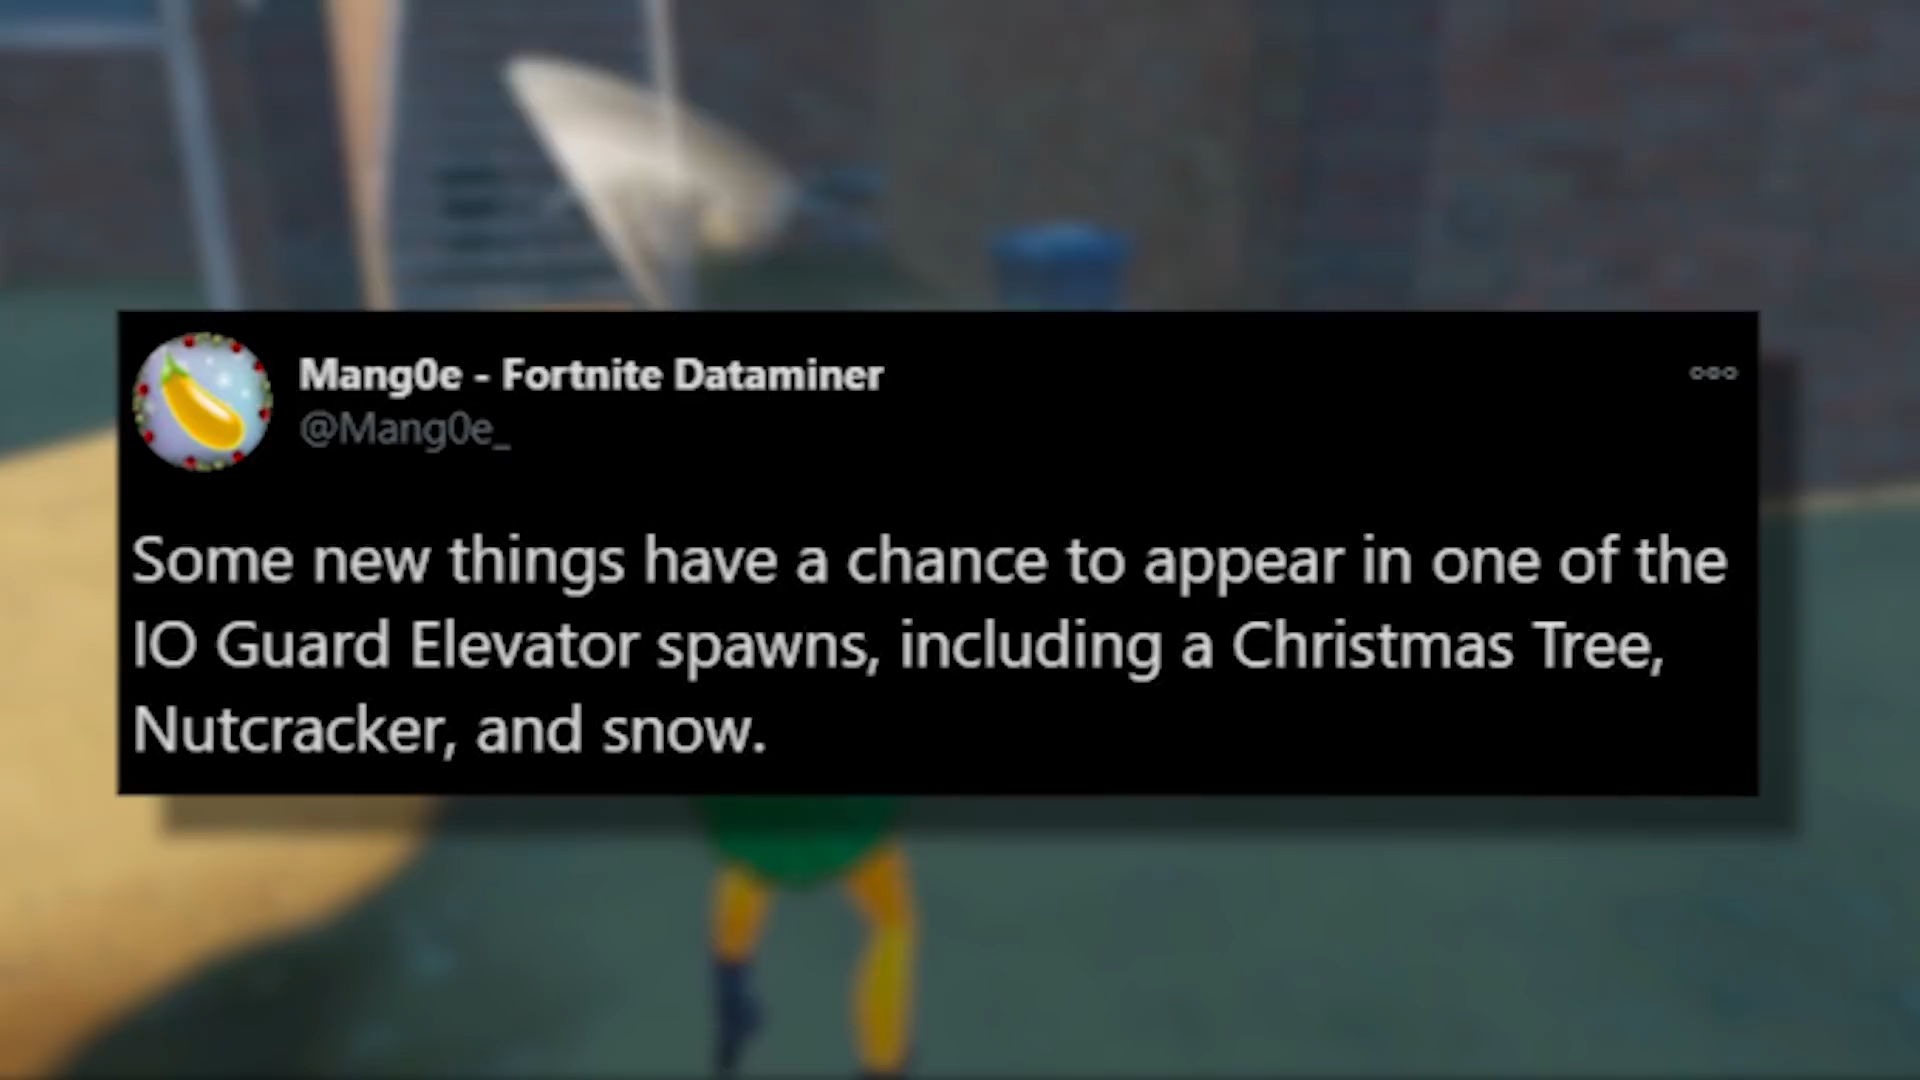 Mang0e - Fortnite Dataminer
@Mang0e_
Some new things have a chance to appear in one of the
IO Guard Elevator spawns, including a Christmas Tree,
Nutcracker, and snow.